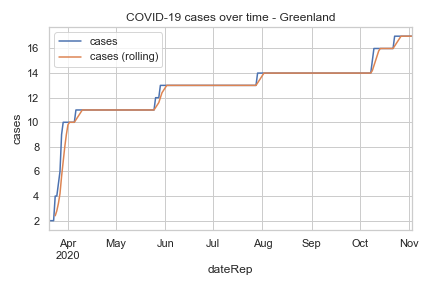 COVID-19 cases over time - Greenland
cases
cases (rolling)
cases
16
14
12
10
8
6
4
2
Apr May Jun Jul Aug Sep Oct Nov
2020
dateRep